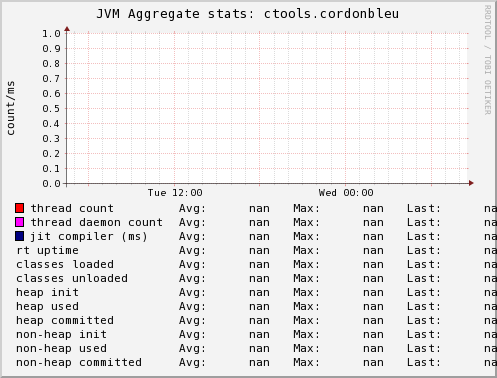 JVM Aggregate stats: ctools.cordonbleu
RRDTOOL / TOBI OETIKER
count/ms
1.0
0.9
0.8
0.7
0.6
0.5
0.4
0.3
0.2
0.1
0.0
Tue 12:00 Wed 00:00
thread count Avg: nan Max: nan Last: na
thread daemon count Avg: nan Max: nan Last: na
jit compiler (ms) Avg: nan Max: nan Last: na
rt uptime Avg: nan Max: nan Last: na
classes loaded Avg: nan Max: nan Last: na
classes unloaded Avg: nan Max: nan Last: na
heap init Avg: nan Max: nan Last: na
heap used Avg: nan Max: nan Last: na
heap committed Avg: nan Max: nan Last: na
non-heap init Avg: nan Max: nan Last: na
non-heap used Avg: nan Max: nan Last: na
non-heap committed Avg: nan Max: nan Last: na